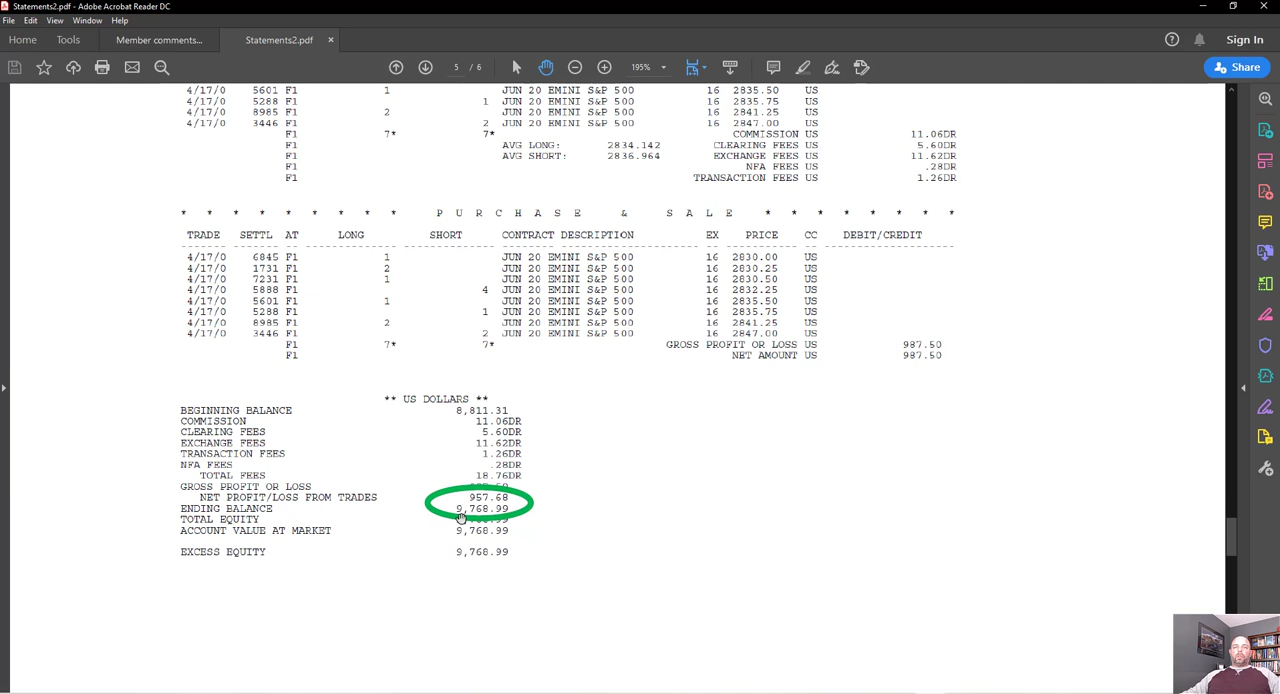 Statements2.pdf - Adobe Acrobat Reader DC
File Edit View Window Help
Home Tools Member comments... Statements2.pdf × Sign In
5 / 6 195% Share
4/17/0 5601 F1 1 JUN 20 EMINI S&P 500 16 2835.50 US
4/17/0 5288 F1 1 JUN 20 EMINI S&P 500 16 2835.75 US
4/17/0 8985 F1 2 JUN 20 EMINI S&P 500 16 2841.25 US
4/17/0 3446 F1 2 JUN 20 EMINI S&P 500 16 2847.00 US
F1 7* 7* COMMISSION US 11.06DR
F1 AVG LONG: 2834.142 CLEARING FEES US 5.60DR
F1 AVG SHORT: 2836.964 EXCHANGE FEES US 11.62DR
F1 NFA FEES US .28DR
F1 TRANSACTION FEES US 1.26DR
* * * * * * * * * P U R C H A S E & S A L E * * * * * * * *
TRADE SETTL AT LONG SHORT CONTRACT DESCRIPTION EX PRICE CC DEBIT/CREDIT
4/17/0 6845 F1 1 JUN 20 EMINI S&P 500 16 2830.00 US
4/17/0 1731 F1 2 JUN 20 EMINI S&P 500 16 2830.25 US
4/17/0 7231 F1 1 JUN 20 EMINI S&P 500 16 2830.50 US
4/17/0 5888 F1 4 JUN 20 EMINI S&P 500 16 2832.25 US
4/17/0 5601 F1 1 JUN 20 EMINI S&P 500 16 2835.50 US
4/17/0 5288 F1 1 JUN 20 EMINI S&P 500 16 2835.75 US
4/17/0 8985 F1 2 JUN 20 EMINI S&P 500 16 2841.25 US
4/17/0 3446 F1 2 JUN 20 EMINI S&P 500 16 2847.00 US
F1 7* 7* GROSS PROFIT OR LOSS US 987.50
F1 NET AMOUNT US 987.50
** US DOLLARS **
BEGINNING BALANCE 8,811.31
COMMISSION 11.06DR
CLEARING FEES 5.60DR
EXCHANGE FEES 11.62DR
TRANSACTION FEES 1.26DR
NFA FEES .28DR
TOTAL FEES 18.76DR
GROSS PROFIT OR LOSS
NET PROFIT/LOSS FROM TRADES 957.68
ENDING BALANCE 9,768.99
TOTAL EQUITY
ACCOUNT VALUE AT MARKET 9,768.99
EXCESS EQUITY 9,768.99